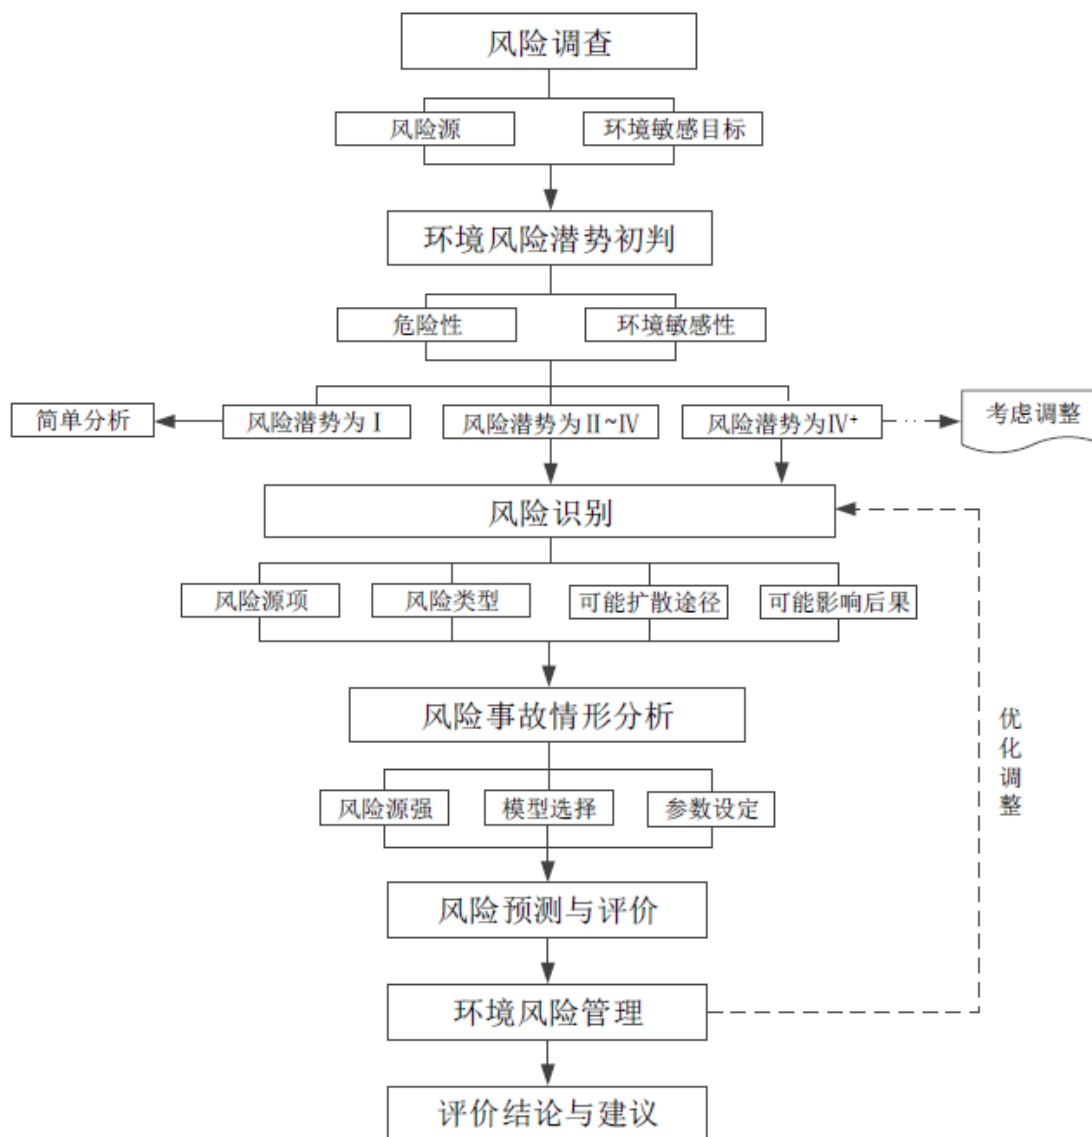 风险调查
风险源
环境敏感目标
环境风险潜势初判
危险性
环境敏感性
简单分析
风险潜势为Ⅰ
风险潜势为Ⅱ~Ⅳ
风险潜势为Ⅳ⁺
考虑调整
风险识别
风险源项
风险类型
可能扩散途径
可能影响后果
风险事故情形分析
优化调整
风险源强
模型选择
参数设定
风险预测与评价
环境风险管理
评价结论与建议